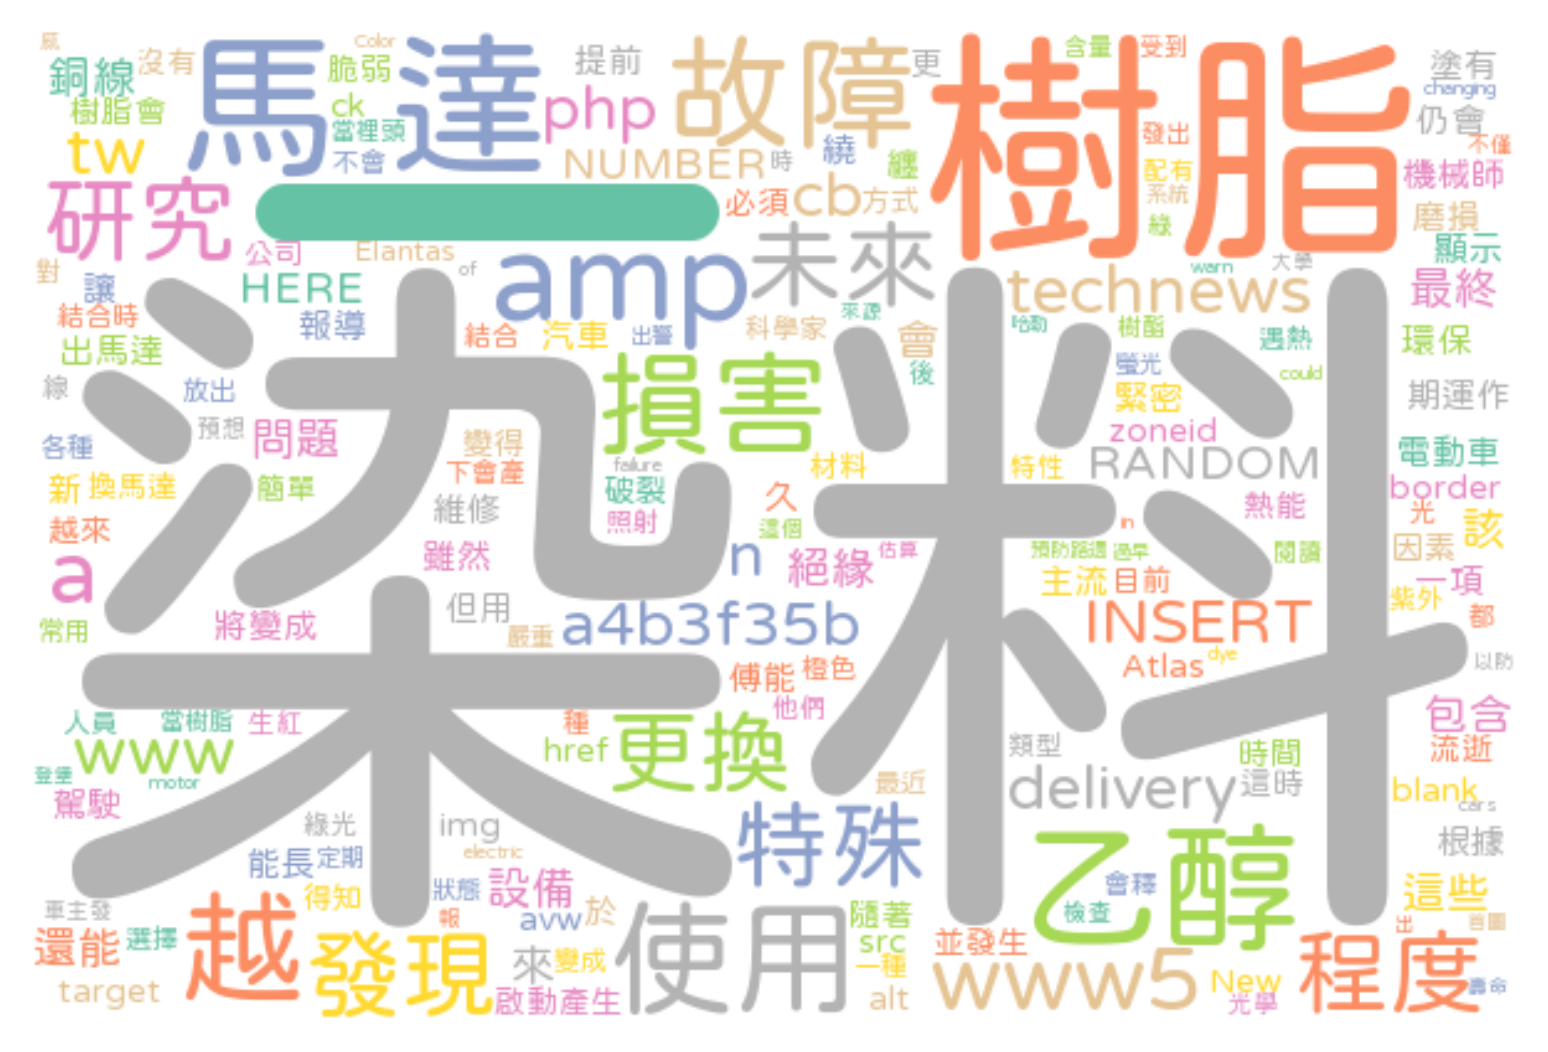 感 沒有 銅線 樹脂會 tw 馬達 Color 脆弱 ck 當裡頭 不會 php 提前 故障 更 樹脂 含量 受到 塗有 changing 仍會
NUMBER 時 繞 纏 發出 不僅 配有 系統 機械師
研究 一 必須 cb 方式 綠 磨損
公司 Elantas of 未來 顯示
對 讓 HERE amp technews warn 大學 最終
結合時 報導 結合 汽車 出警 科學家 會 來源 哈勒 樹酯 遇熱 環保
出馬達 損害 後 螢光 could
線 放出 緊密 期運作
各種 預想 問題 變得 zoneid 電動車
新 換馬達 簡單 下會產 failure 破裂 材料 特性 RANDOM border
染料
越來 維修 照射 久 這個 in 熱能 光 該
a 雖然 n 絕緣 估算 預防路邊 過早 閱讀 因素
主流 目前 一項
常用 將變成 但用 嚴重 a4b3f35b INSERT 紫外 都
傅能 橙色 Atlas dye 以防
人員 當樹脂 生紅 種 他們 包含
www href 更換 類型 時間 流逝
登堡 motor 最近 delivery 這時 blank
駕駛 cars
綠光 img 特殊 乙醇 根據
electric
能長 定期 狀態 設備 會釋 這些
車主發 得知 報 avw 於 使用 隨著 檢查 出 首圖
還能 選擇 越 發現 來 變成 src 並發生 程度
一種 www5 New 壽命
target 啟動產生 alt 光學